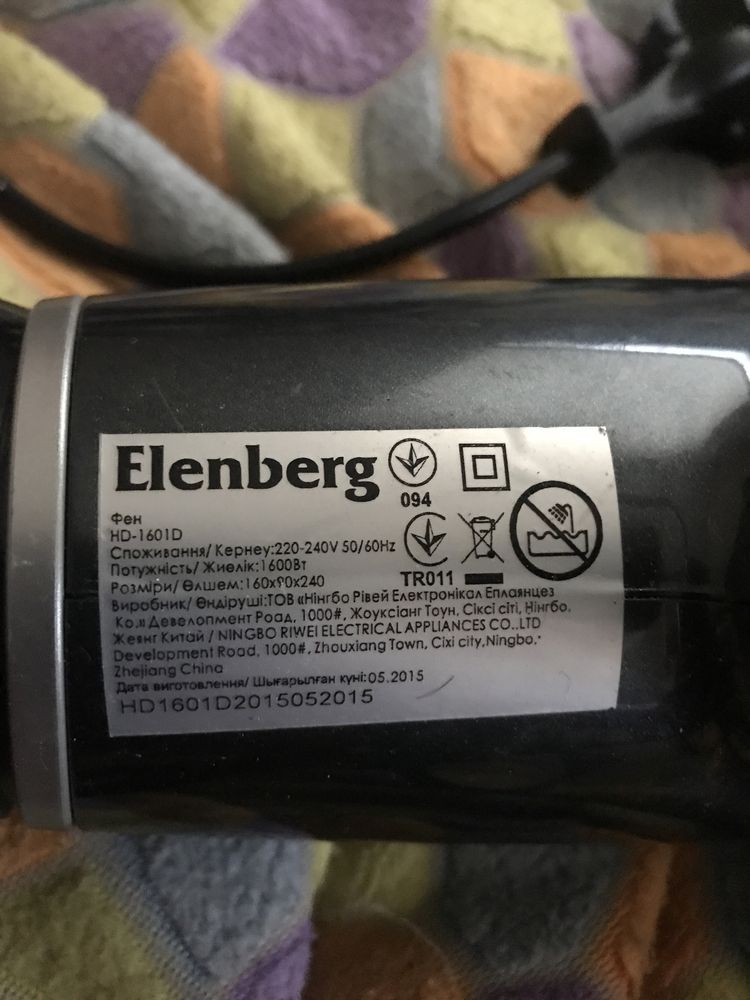 Elenberg
094
Фен
HD-1601D
Споживання/ Кернеу:220-240V 50/60Hz
Потужність/ Жиелік:1600Вт
TR011
Розміри/ Өлшем:160x90x240
Виробник/ Өндіруші:ТОВ «Нінгбо Рівей Електронікал Еплаянцез
Ко.» Девелопмент Роад, 1000#, Жоуксіанг Тоун, Сіксі сіті, Нінгбо,
Жеянг Китай / NINGBO RIWEI ELECTRICAL APPLIANCES CO.,LTD
Development Road, 1000#, Zhouxiang Town, Cixi city,Ningbo,
Zhejiang China
Дата виготовлення/ Шығарылған күні:05.2015
HD1601D2015052015